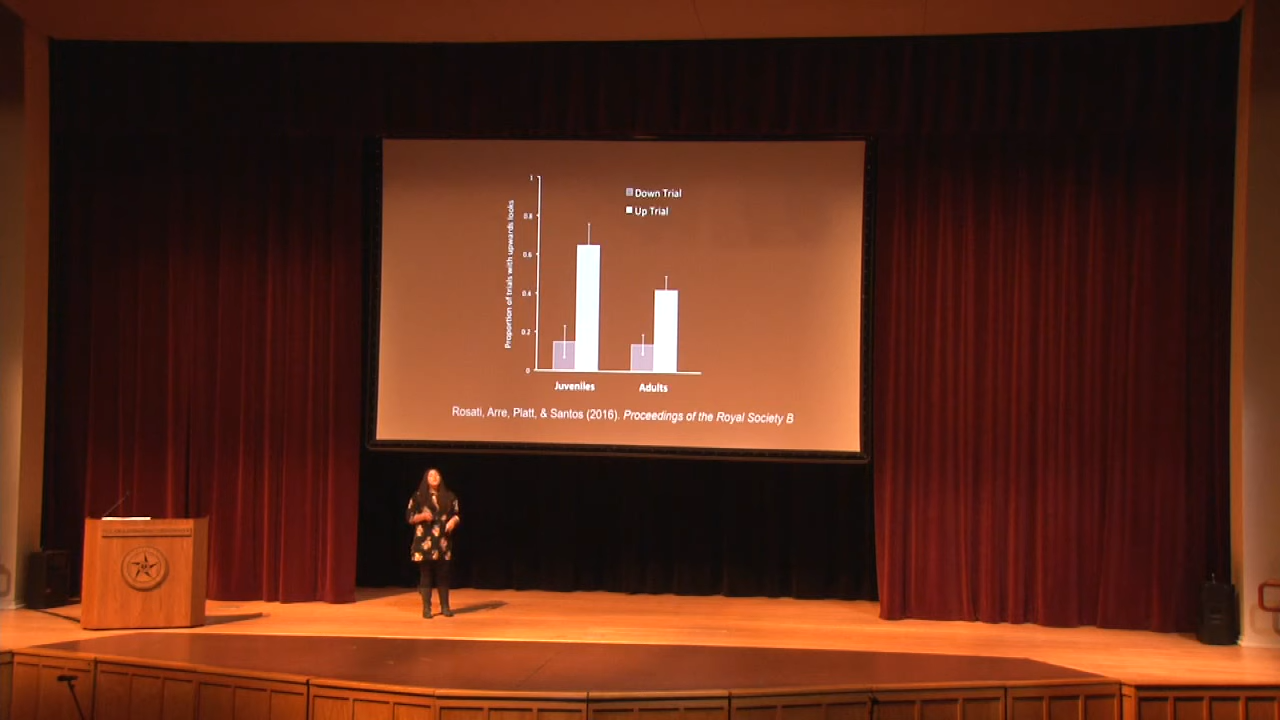 1
0.8
0.6
0.4
0.2
0
Proportion of trials with upwards looks
Down Trial
Up Trial
Juveniles
Adults
Rosati, Arre, Platt, & Santos (2016). Proceedings of the Royal Society B